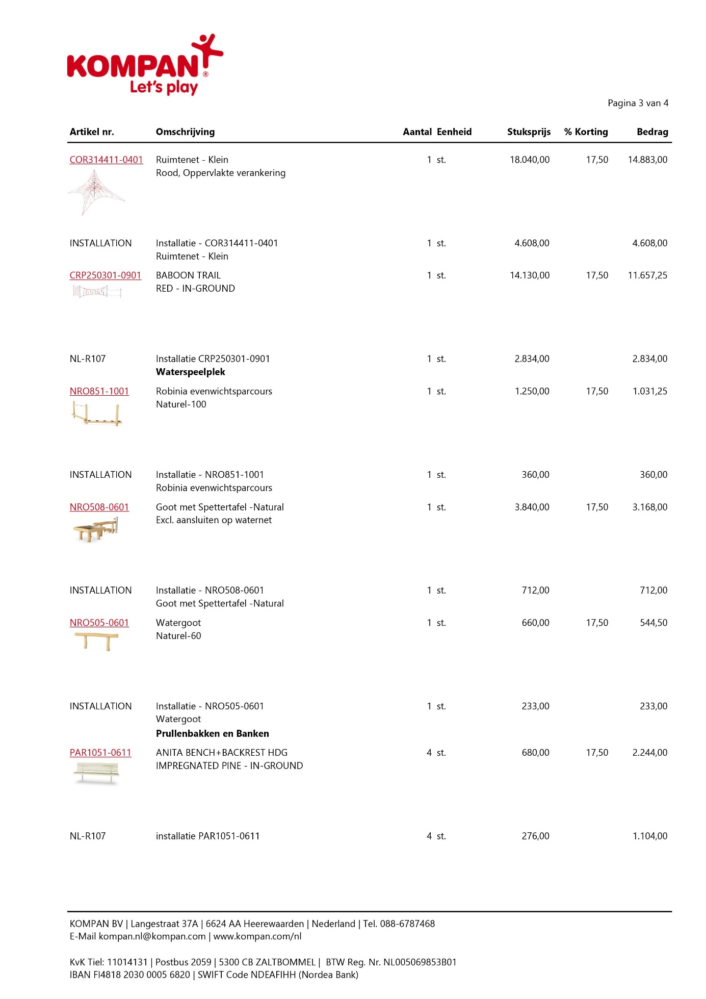 KOMPAN®
Let's play
Pagina 3 van 4
Artikel nr. Omschrijving Aantal Eenheid Stuksprijs % Korting Bedrag
COR314411-0401 Ruimtenet - Klein 1 st. 18.040,00 17,50 14.883,00
Rood, Oppervlakte verankering
INSTALLATION Installatie - COR314411-0401 1 st. 4.608,00 4.608,00
Ruimtenet - Klein
CRP250301-0901 BABOON TRAIL 1 st. 14.130,00 17,50 11.657,25
RED - IN-GROUND
NL-R107 Installatie CRP250301-0901 1 st. 2.834,00 2.834,00
Waterspeelplek
NRO851-1001 Robinia evenwichtsparcours 1 st. 1.250,00 17,50 1.031,25
Naturel-100
INSTALLATION Installatie - NRO851-1001 1 st. 360,00 360,00
Robinia evenwichtsparcours
NRO508-0601 Goot met Spettertafel -Natural 1 st. 3.840,00 17,50 3.168,00
Excl. aansluiten op waternet
INSTALLATION Installatie - NRO508-0601 1 st. 712,00 712,00
Goot met Spettertafel -Natural
NRO505-0601 Watergoot 1 st. 660,00 17,50 544,50
Naturel-60
INSTALLATION Installatie - NRO505-0601 1 st. 233,00 233,00
Watergoot
Prullenbakken en Banken
PAR1051-0611 ANITA BENCH+BACKREST HDG 4 st. 680,00 17,50 2.244,00
IMPREGNATED PINE - IN-GROUND
NL-R107 installatie PAR1051-0611 4 st. 276,00 1.104,00
KOMPAN BV | Langestraat 37A | 6624 AA Heerewaarden | Nederland | Tel. 088-6787468
E-Mail kompan.nl@kompan.com | www.kompan.com/nl
KvK Tiel: 11014131 | Postbus 2059 | 5300 CB ZALTBOMMEL | BTW Reg. Nr. NL005069853B01
IBAN FI4818 2030 0005 6820 | SWIFT Code NDEAFIHH (Nordea Bank)